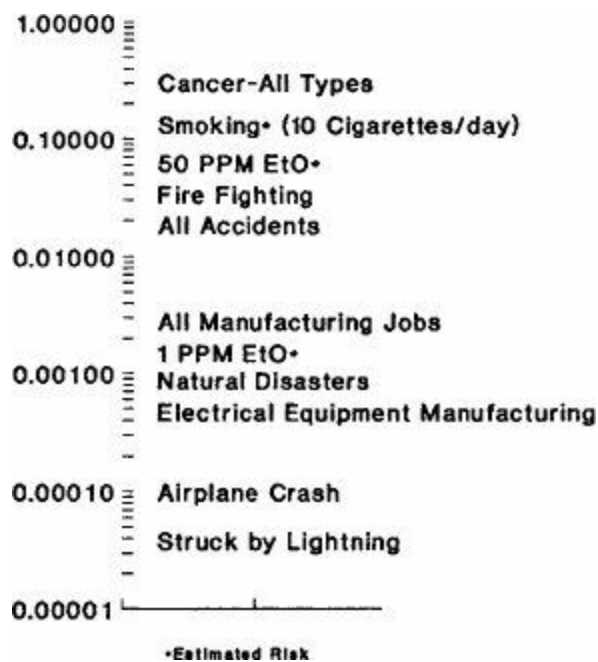 1.00000
Cancer-All Types
Smoking• (10 Cigarettes/day)
0.10000
50 PPM EtO•
Fire Fighting
All Accidents
0.01000
All Manufacturing Jobs
1 PPM EtO•
0.00100
Natural Disasters
Electrical Equipment Manufacturing
0.00010
Airplane Crash
Struck by Lightning
0.00001
•Estimated Risk